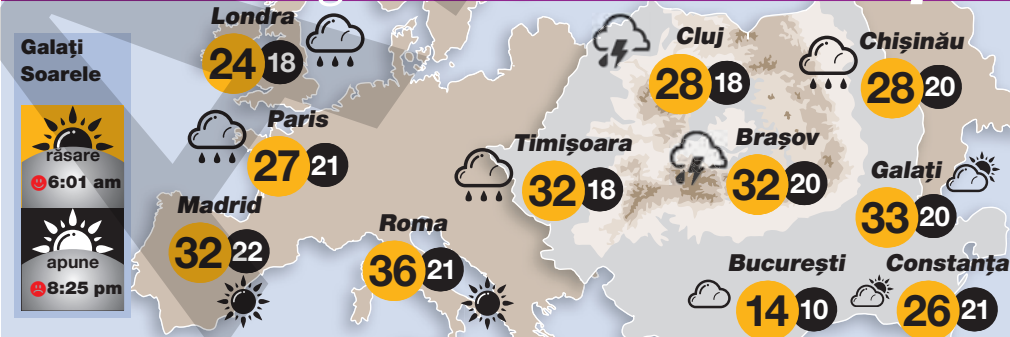 Galați
Soarele
răsare
6:01 am
apune
8:25 pm
Londra
24 18
Paris
27 21
Madrid
32 22
Roma
36 21
Timișoara
32 18
Cluj
28 18
Brașov
32 20
Chișinău
28 20
Galați
33 20
București
14 10
Constanța
26 21